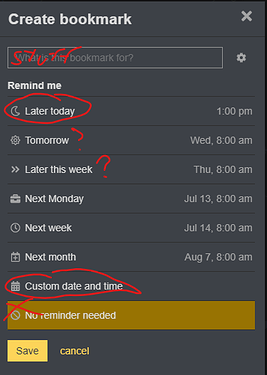 Create bookmark
stuff
What is this bookmark for?
Remind me
Later today 1:00 pm
Tomorrow ? Wed, 8:00 am
Later this week ? Thu, 8:00 am
Next Monday Jul 13, 8:00 am
Next week Jul 14, 8:00 am
Next month Aug 7, 8:00 am
Custom date and time
No reminder needed
Save cancel